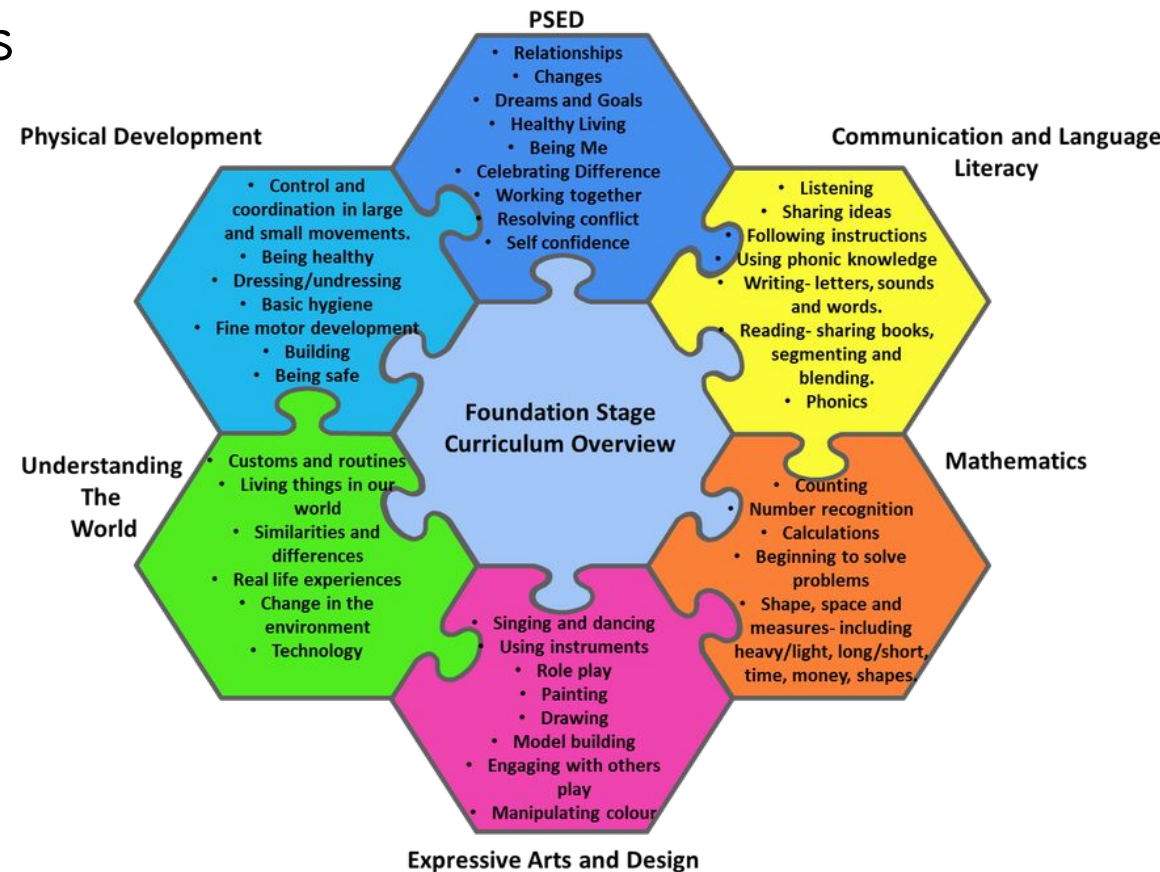 s
PSED
• Relationships
• Changes
• Dreams and Goals
• Healthy Living
• Being Me
• Celebrating Difference
• Working together
• Resolving conflict
• Self confidence
Communication and Language
Literacy
• Listening
• Sharing ideas
• Following instructions
• Using phonic knowledge
• Writing- letters, sounds
and words.
• Reading- sharing books,
segmenting and
blending.
• Phonics
Mathematics
• Counting
• Number recognition
• Calculations
• Beginning to solve
problems
• Shape, space and
measures- including
heavy/light, long/short,
time, money, shapes.
Expressive Arts and Design
• Singing and dancing
• Using instruments
• Role play
• Painting
• Drawing
• Model building
• Engaging with others
play
• Manipulating colour
Understanding
The
World
• Customs and routines
• Living things in our
world
• Similarities and
differences
• Real life experiences
• Change in the
environment
• Technology
Physical Development
• Control and
coordination in large
and small movements.
• Being healthy
• Dressing/undressing
• Basic hygiene
• Fine motor development
• Building
• Being safe
Foundation Stage
Curriculum Overview